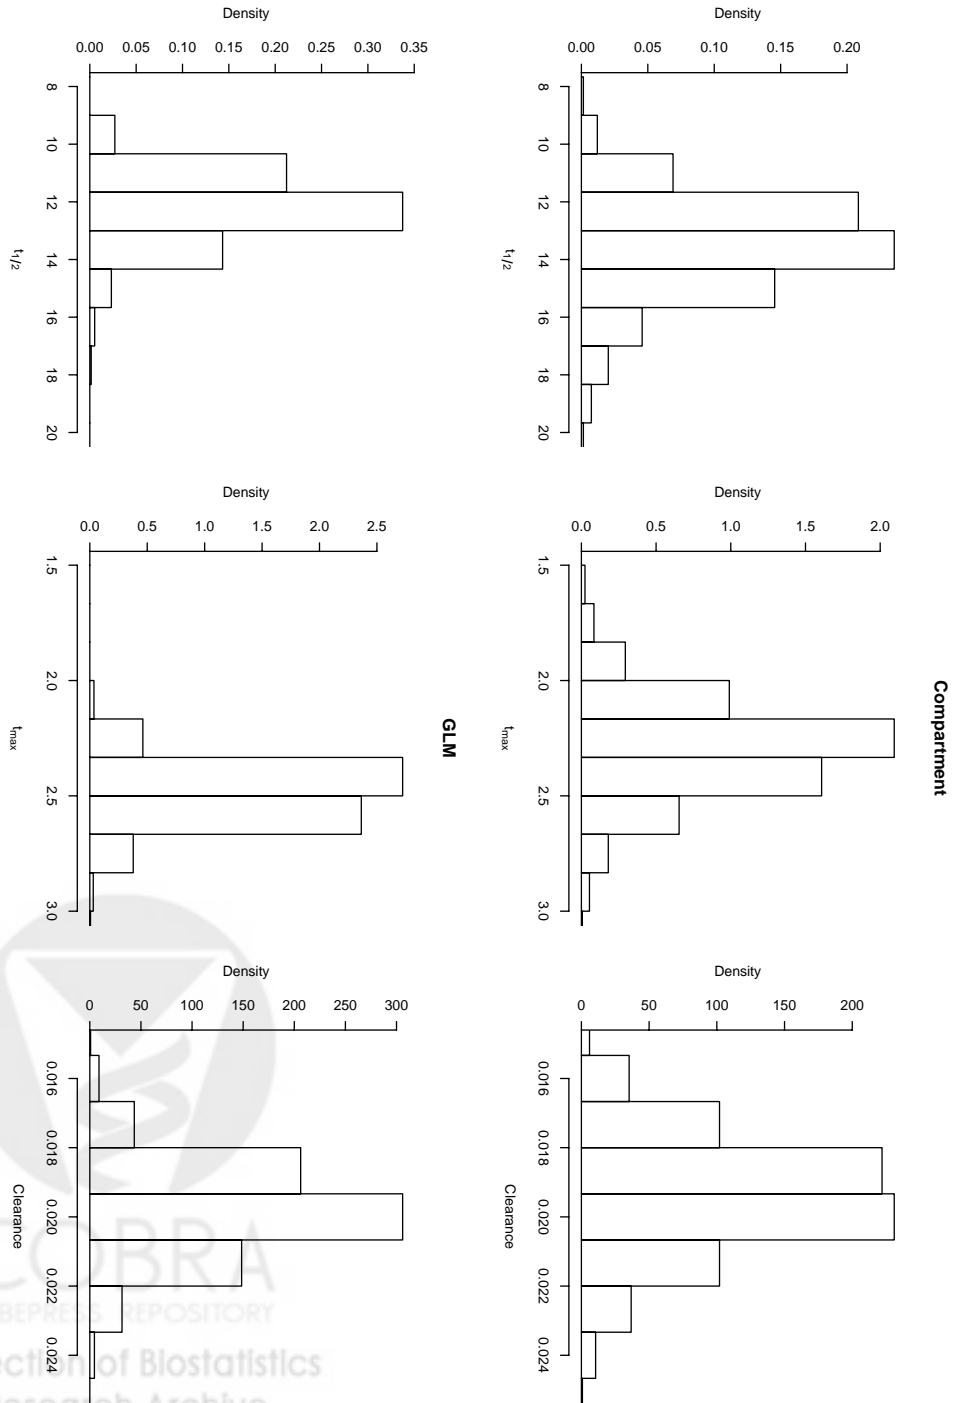 Compartment
Density
0.00 0.05 0.10 0.15 0.20
8 10 12 14 16 18 20
t1/2
Density
0.0 0.5 1.0 1.5 2.0
1.5 2.0 2.5 3.0
tmax
Density
0 50 100 150 200
0.016 0.018 0.020 0.022 0.024
Clearance
GLM
Density
0.00 0.05 0.10 0.15 0.20 0.25 0.30 0.35
8 10 12 14 16 18 20
t1/2
Density
0.0 0.5 1.0 1.5 2.0 2.5
1.5 2.0 2.5 3.0
tmax
Density
0 50 100 150 200 250 300
0.016 0.018 0.020 0.022 0.024
Clearance
COBRA
BEPRESS REPOSITORY
ection of Biostatistics
Research Archive